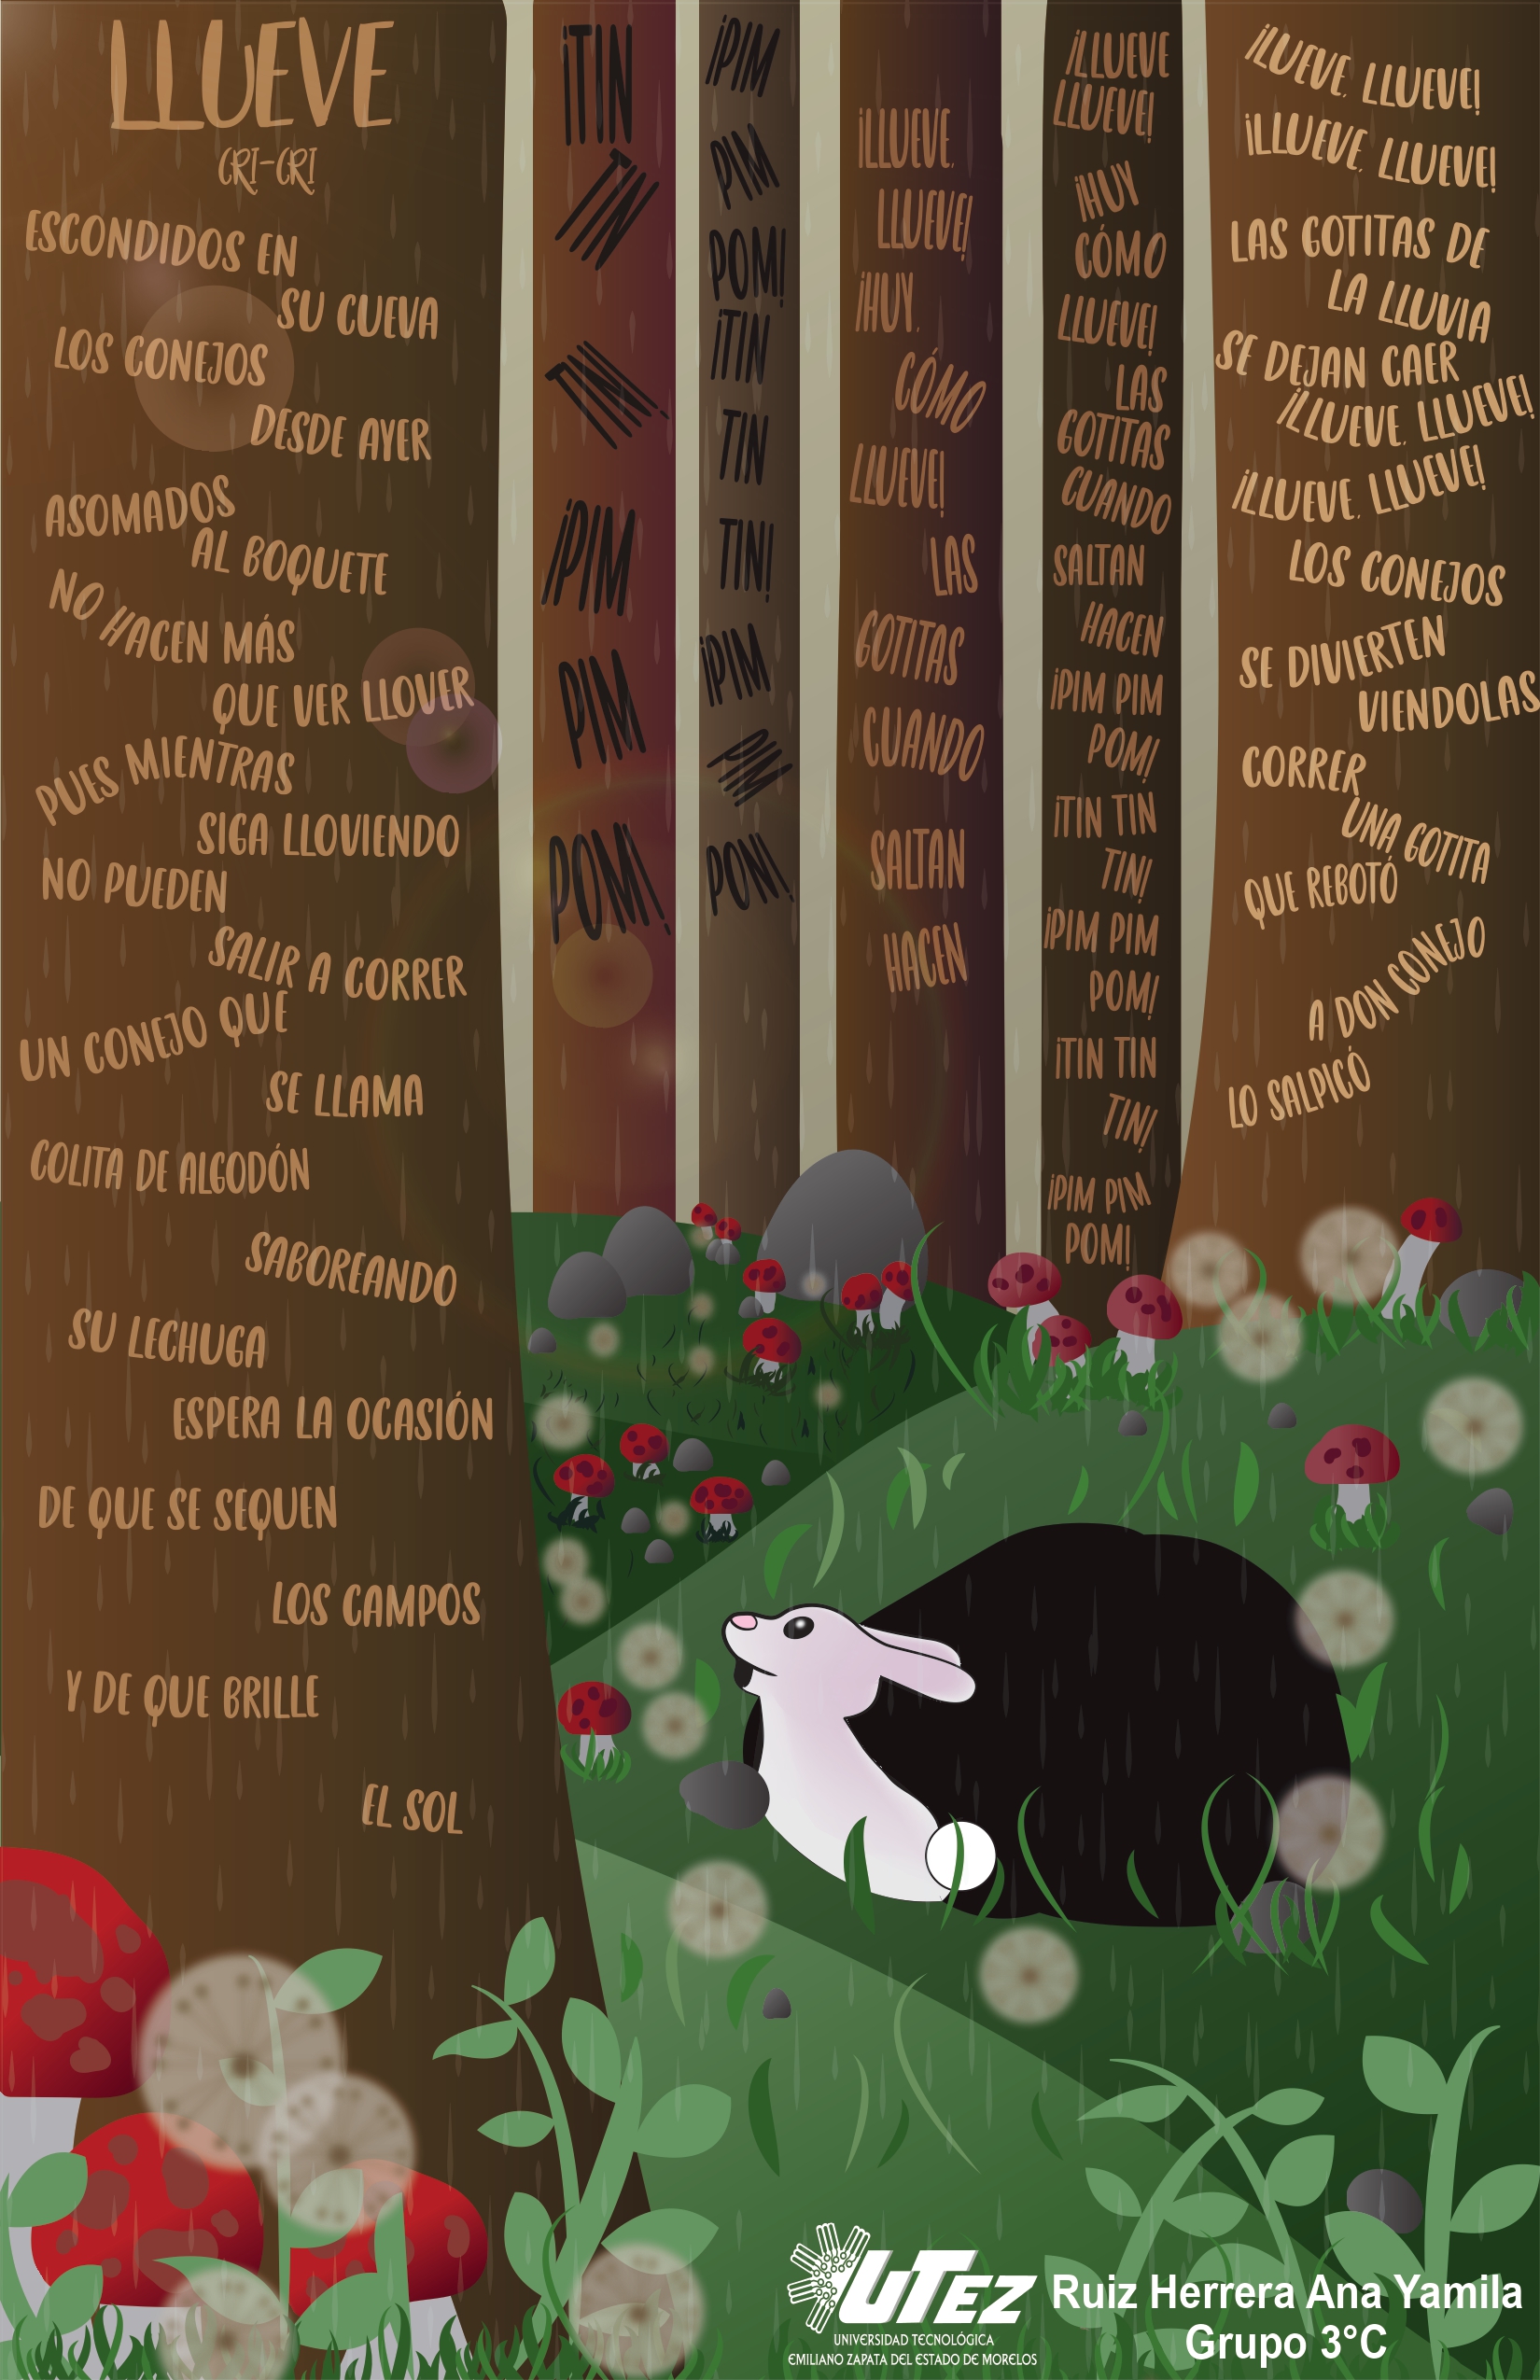 LLUEVE
CRI-CRI
ESCONDIDOS EN
SU CUEVA
LOS CONEJOS
DESDE AYER
ASOMADOS
AL BOQUETE
NO HACEN MÁS
QUE VER LLOVER
PUES MIENTRAS
SIGA LLOVIENDO
NO PUEDEN
SALIR A CORRER
UN CONEJO QUE
SE LLAMA
COLITA DE ALGODÓN
SABOREANDO
SU LECHUGA
ESPERA LA OCASIÓN
DE QUE SE SEQUEN
LOS CAMPOS
Y DE QUE BRILLE
EL SOL
¡TIN
TIN
TIN!
¡PIM
PIM
POM!
¡PIM
PIM
POM!
¡TIN
TIN
TIN!
¡PIM
PIM
POM!
¡LLUEVE,
LLUEVE!
¡HUY,
CÓMO
LLUEVE!
LAS
GOTITAS
CUANDO
SALTAN
HACEN
¡LLUEVE
LLUEVE!
¡HUY
CÓMO
LLUEVE!
LAS
GOTITAS
CUANDO
SALTAN
HACEN
¡PIM PIM
POM!
¡TIN TIN
TIN!
¡PIM PIM
POM!
¡TIN TIN
TIN!
¡PIM PIM
POM!
¡LUEVE, LLUEVE!
¡LLUEVE, LLUEVE!
LAS GOTITAS DE
LA LLUVIA
SE DEJAN CAER
¡LLUEVE, LLUEVE!
¡LLUEVE, LLUEVE!
LOS CONEJOS
SE DIVIERTEN
VIENDOLAS
CORRER
UNA GOTITA
QUE REBOTÓ
A DON CONEJO
LO SALPICÓ
UTEZ
UNIVERSIDAD TECNOLÓGICA
EMILIANO ZAPATA DEL ESTADO DE MORELOS
Ruiz Herrera Ana Yamila
Grupo 3°C